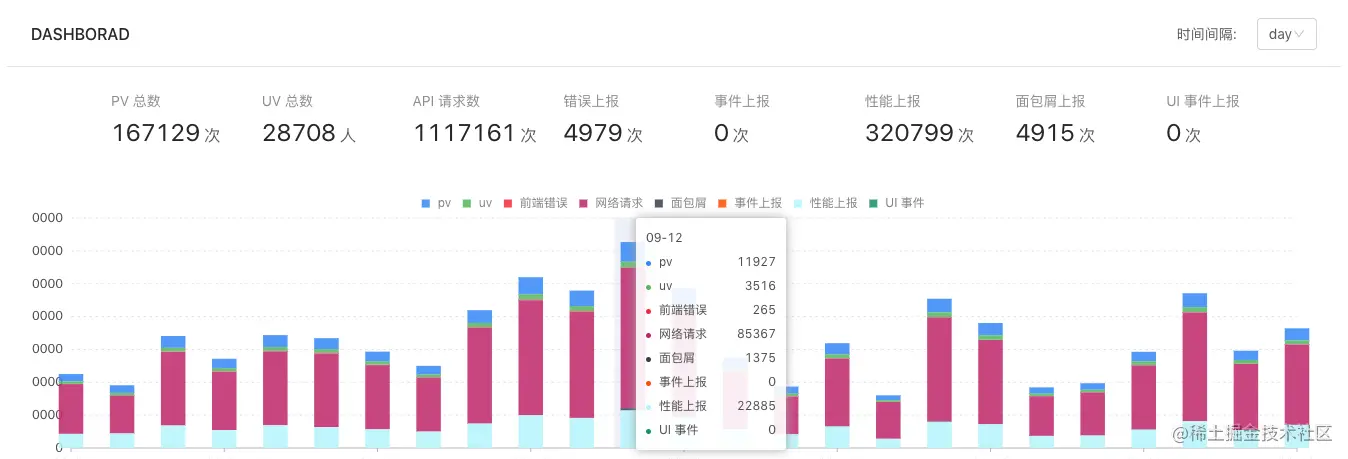 DASHBORAD
时间间隔: day
PV 总数 UV 总数 API 请求数 错误上报 事件上报 性能上报 面包屑上报 UI 事件上报
167129 次 28708 人 1117161 次 4979 次 0 次 320799 次 4915 次 0 次
pv uv 前端错误 网络请求 面包屑 事件上报 性能上报 UI 事件
0000
0000
0000
0000
0000
0000
0000
0
09-12
pv 11927
uv 3516
前端错误 265
网络请求 85367
面包屑 1375
事件上报 0
性能上报 22885
UI 事件 0
@稀土掘金技术社区